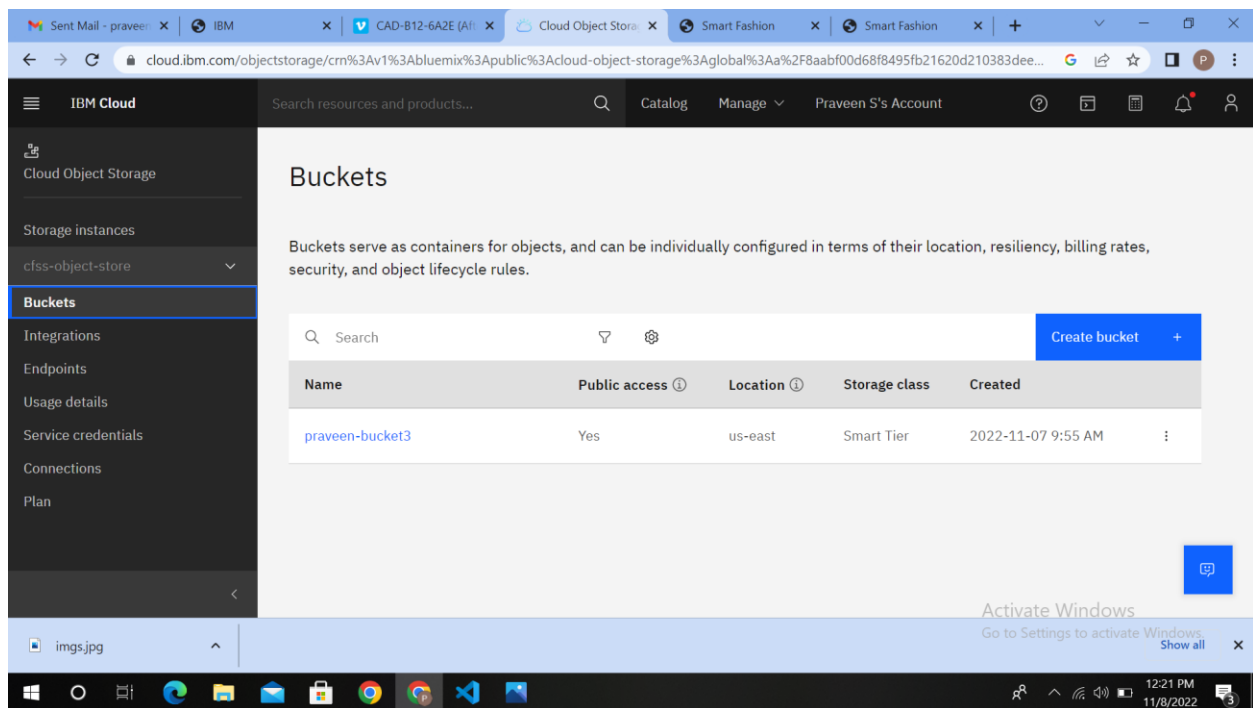 Sent Mail - praveen
IBM
CAD-B12-6A2E (Aft
Cloud Object Stora
Smart Fashion
Smart Fashion
cloud.ibm.com/objectstorage/crn%3Av1%3Abluemix%3Apublic%3Acloud-object-storage%3Aglobal%3Aa%2F8aabf00d68f8495fb21620d210383dee...
G
P
IBM Cloud
Search resources and products...
Catalog
Manage
Praveen S's Account
Cloud Object Storage
Storage instances
cfss-object-store
Buckets
Integrations
Endpoints
Usage details
Service credentials
Connections
Plan
Buckets
Buckets serve as containers for objects, and can be individually configured in terms of their location, resiliency, billing rates,
security, and object lifecycle rules.
Search
Create bucket +
Name Public access Location Storage class Created
praveen-bucket3 Yes us-east Smart Tier 2022-11-07 9:55 AM
Activate Windows
Go to Settings to activate Windows.
imgs.jpg
Show all
12:21 PM
11/8/2022
3